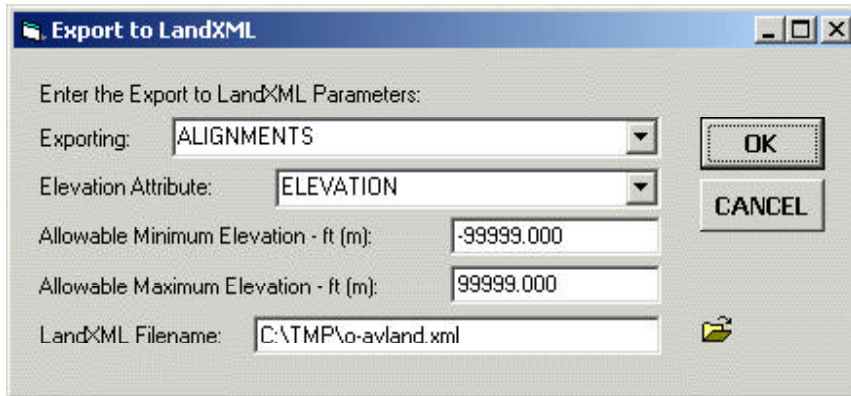 Export to LandXML
Enter the Export to LandXML Parameters:
Exporting: ALIGNMENTS
OK
Elevation Attribute: ELEVATION
CANCEL
Allowable Minimum Elevation - ft (m): -99999.000
Allowable Maximum Elevation - ft (m): 99999.000
LandXML Filename: C:\TMP\o-avland.xml